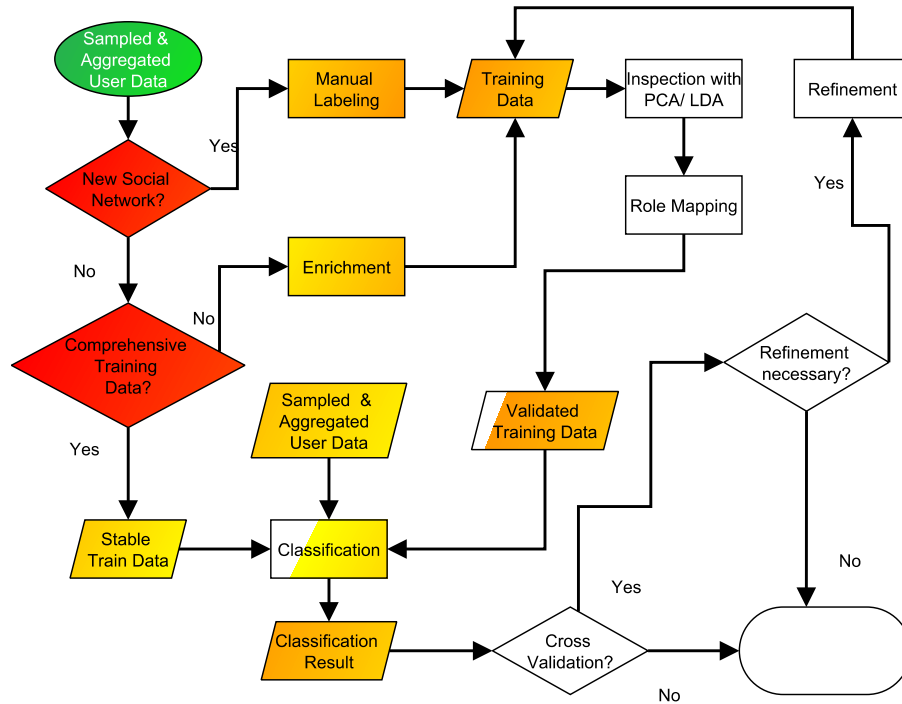 Sampled &
Aggregated
User Data
Manual
Labeling
Training
Data
Inspection with
PCA/ LDA
Refinement
Yes
New Social
Network?
Role Mapping
Yes
No
Enrichment
No
Comprehensive
Training
Data?
Refinement
necessary?
Sampled &
Aggregated
User Data
Validated
Training Data
Yes
Stable
Train Data
Classification
No
Yes
Classification
Result
Cross
Validation?
No